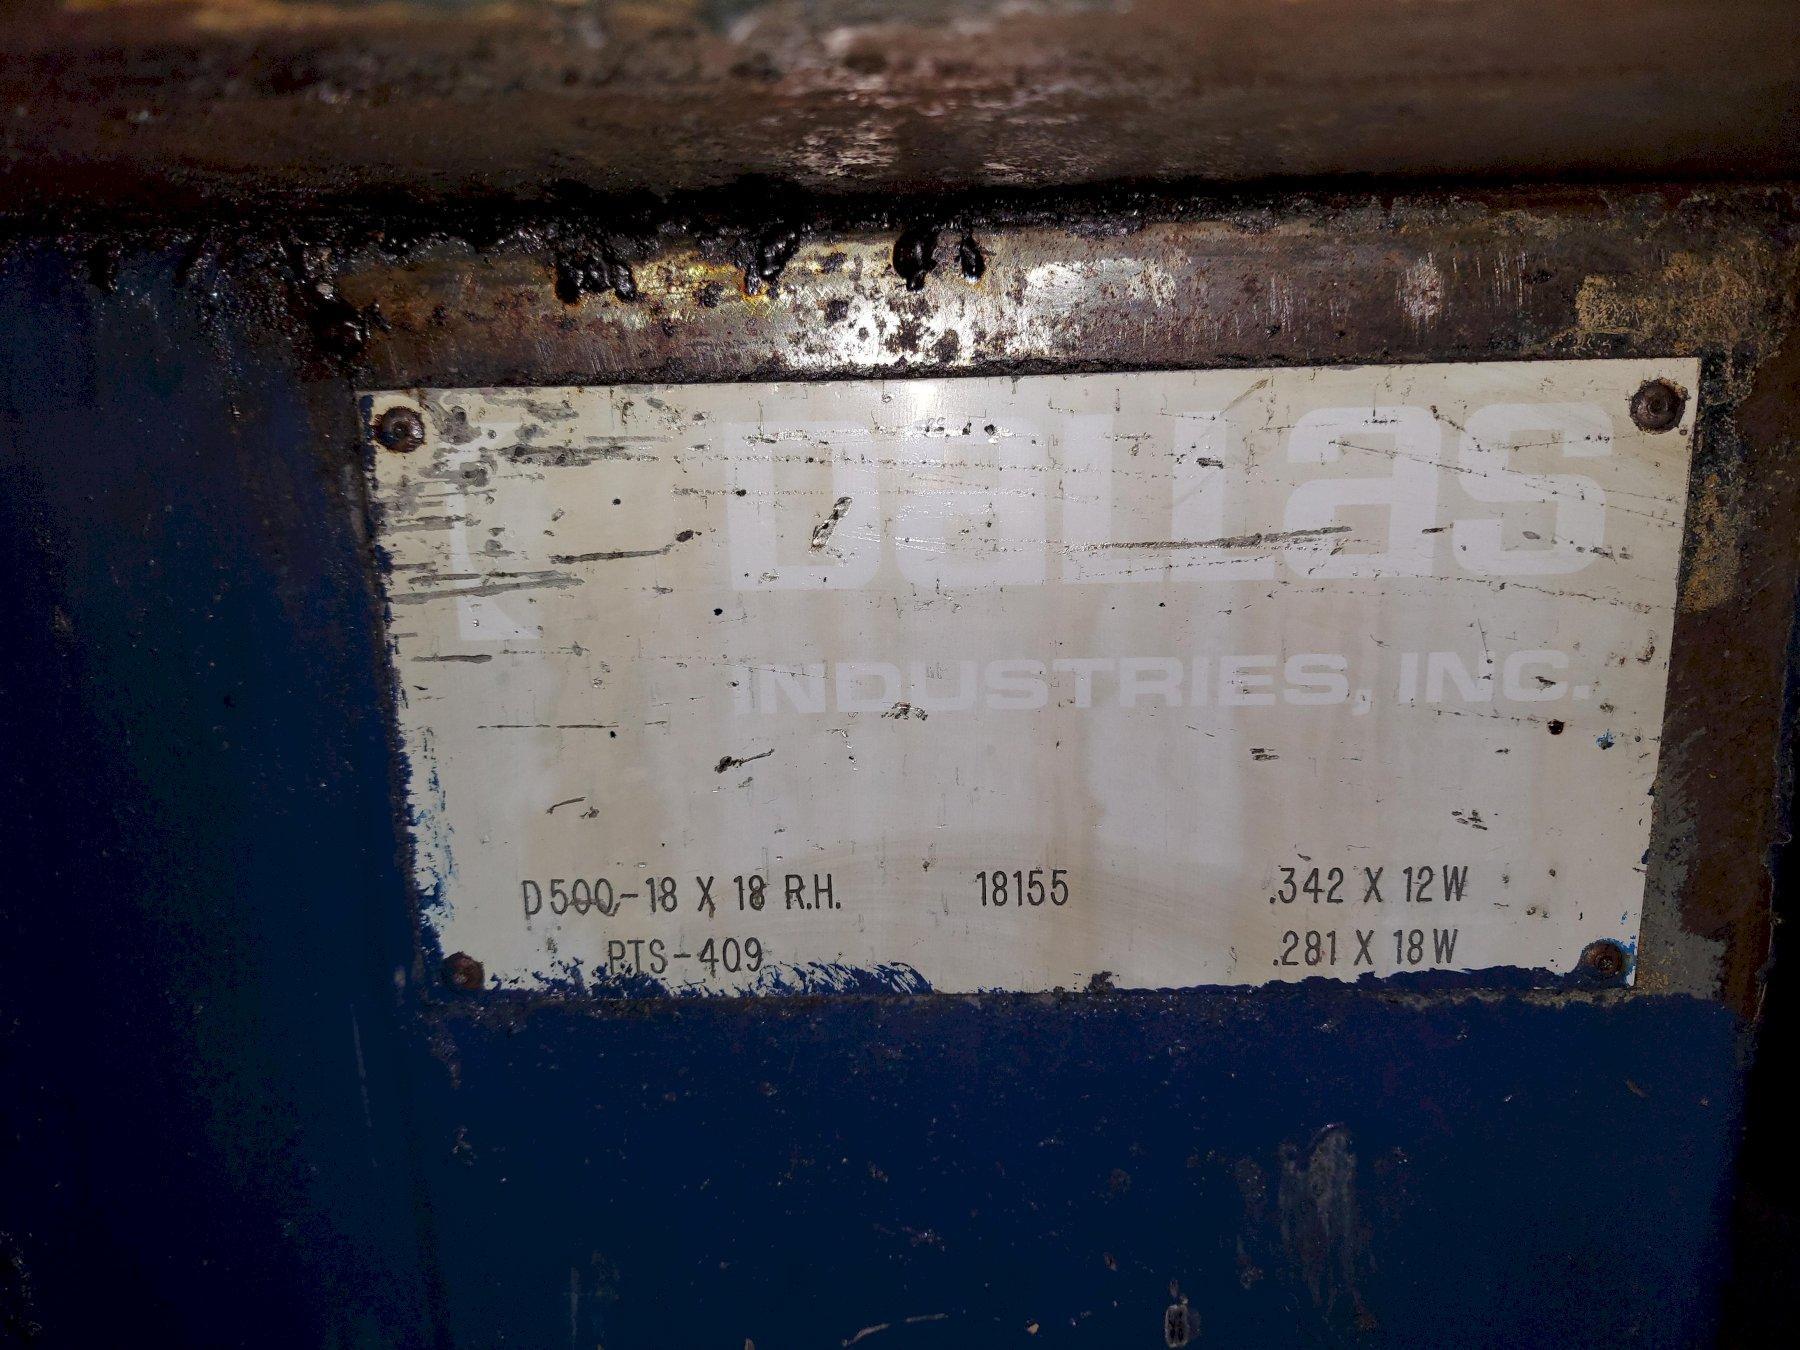 Dallas
INDUSTRIES, INC.
D500-18 X 18 R.H. 18155 .342 X 12W
PTS-409 .281 X 18W